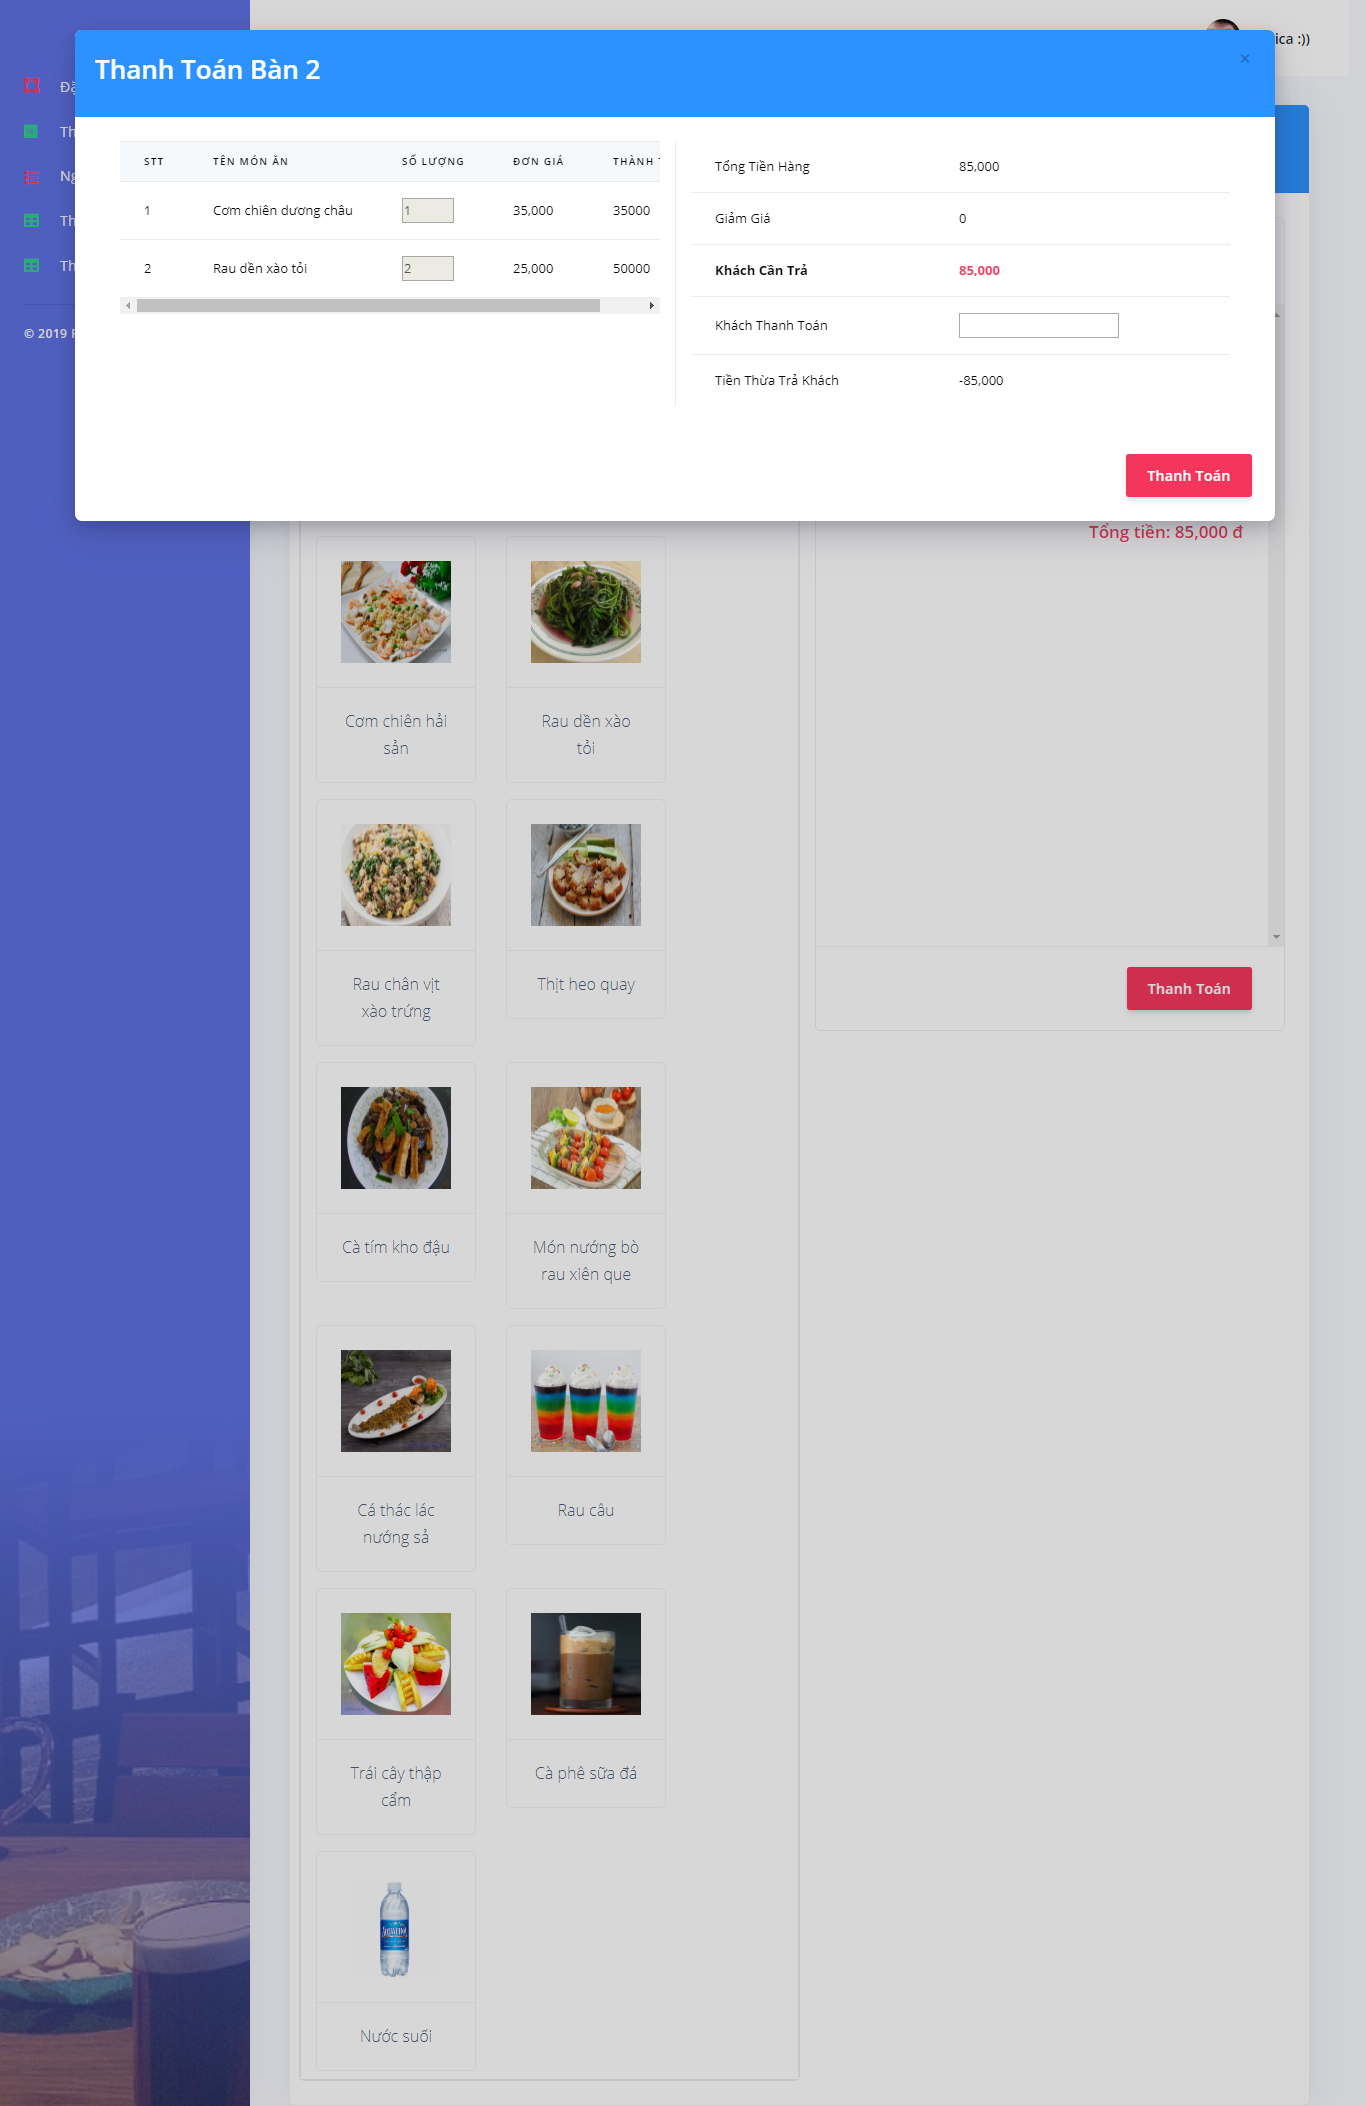 ica :))
Thanh Toán Bàn 2
×
STT TÊN MÓN ĂN SỐ LƯỢNG ĐƠN GIÁ THÀNH
1 Cơm chiên dương châu 1 35,000 35000
2 Rau dền xào tỏi 2 25,000 50000
Tổng Tiền Hàng 85,000
Giảm Giá 0
Khách Cần Trả 85,000
Khách Thanh Toán
Tiền Thừa Trả Khách -85,000
Thanh Toán
Đặ
Th
Ng
Th
Th
© 2019
Tổng tiền: 85,000 đ
Cơm chiên hải
sản
Rau dền xào
tỏi
Rau chân vịt
xào trứng
Thịt heo quay
Cà tím kho đậu
Món nướng bò
rau xiên que
Cá thác lác
nướng sả
Rau câu
Trái cây thập
cẩm
Cà phê sữa đá
AQUAFINA
Nước suối
Thanh Toán